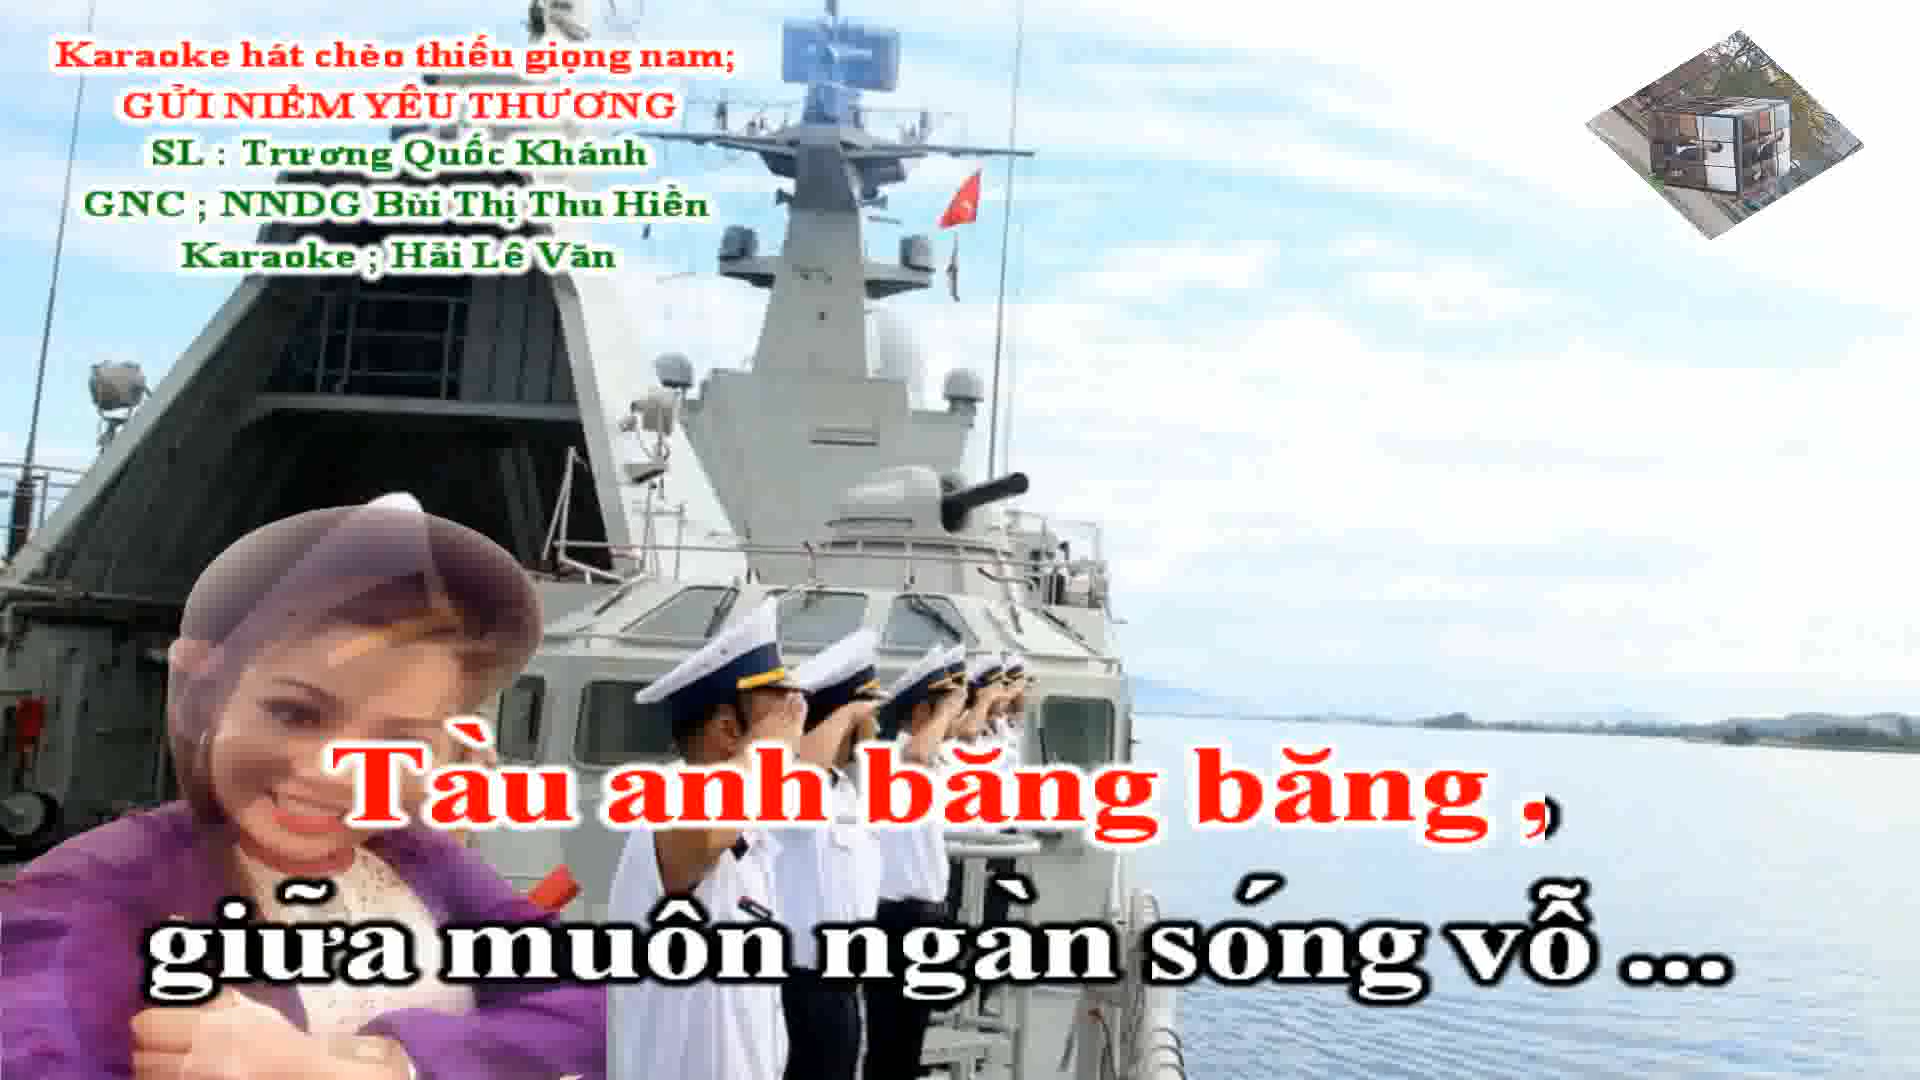 Karaoke hát chèo thiếu giọng nam;
GỬI NIỀM YÊU THƯƠNG
SL : Trương Quốc Khánh
GNC ; NNDG Bùi Thị Thu Hiền
Karaoke ; Hải Lê Văn
Tàu anh băng băng ,
giữa muôn ngàn sóng vỗ ...